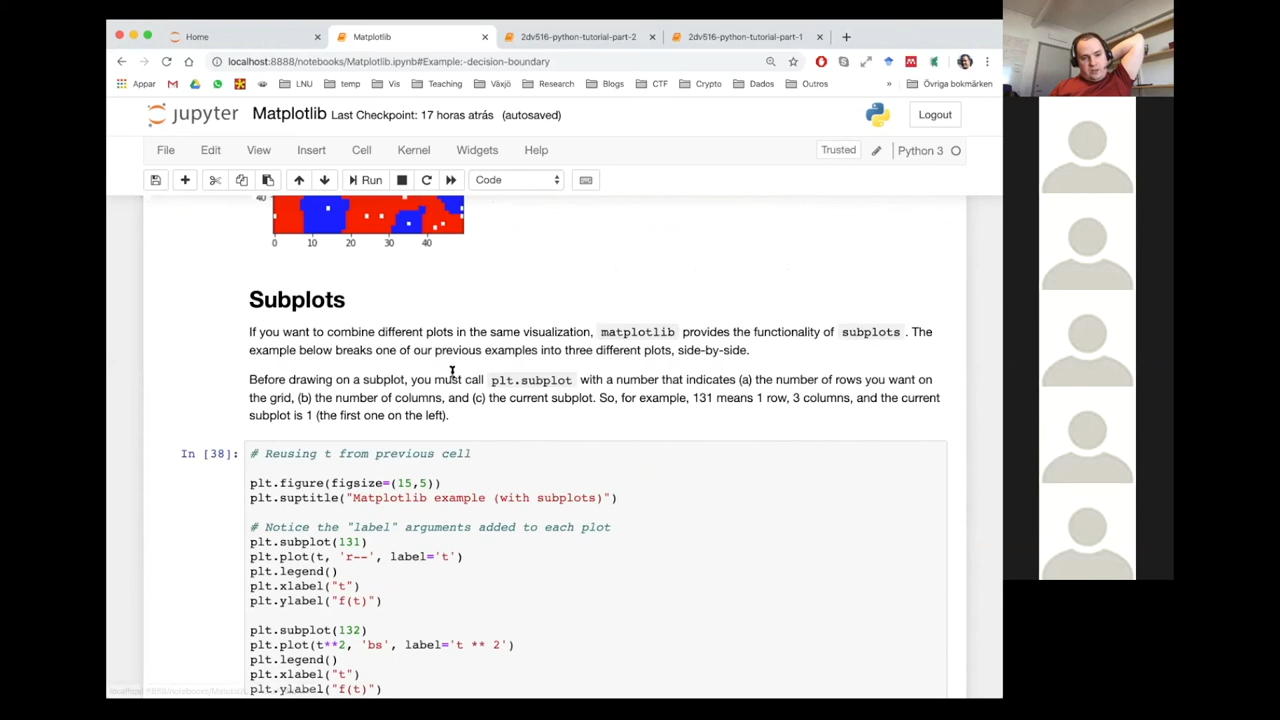 Home
Matplotlib
2dv516-python-tutorial-part-2
2dv516-python-tutorial-part-1
localhost:8888/notebooks/Matplotlib.ipynb#Example:-decision-boundary
Appar
LNU
temp
Vis
Teaching
Växjö
Research
Blogs
CTF
Crypto
Dados
Outros
»
Övriga bokmärken
jupyter Matplotlib Last Checkpoint: 17 horas atrás (autosaved)
Logout
File Edit View Insert Cell Kernel Widgets Help
Trusted
Python 3
Run
Code
40
0 10 20 30 40
Subplots
If you want to combine different plots in the same visualization, matplotlib provides the functionality of subplots . The
example below breaks one of our previous examples into three different plots, side-by-side.
Before drawing on a subplot, you must call plt.subplot with a number that indicates (a) the number of rows you want on
the grid, (b) the number of columns, and (c) the current subplot. So, for example, 131 means 1 row, 3 columns, and the current
subplot is 1 (the first one on the left).
In [38]:
# Reusing t from previous cell
plt.figure(figsize=(15,5))
plt.suptitle("Matplotlib example (with subplots)")
# Notice the "label" arguments added to each plot
plt.subplot(131)
plt.plot(t, 'r--', label='t')
plt.legend()
plt.xlabel("t")
plt.ylabel("f(t)")
plt.subplot(132)
plt.plot(t**2, 'bs', label='t ** 2')
plt.legend()
plt.xlabel("t")
plt.ylabel("f(t)")